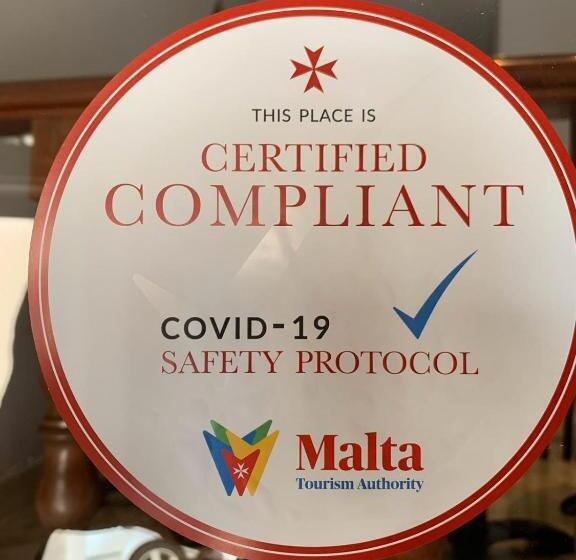 THIS PLACE IS
CERTIFIED
COMPLIANT
COVID-19
SAFETY PROTOCOL
Malta
Tourism Authority